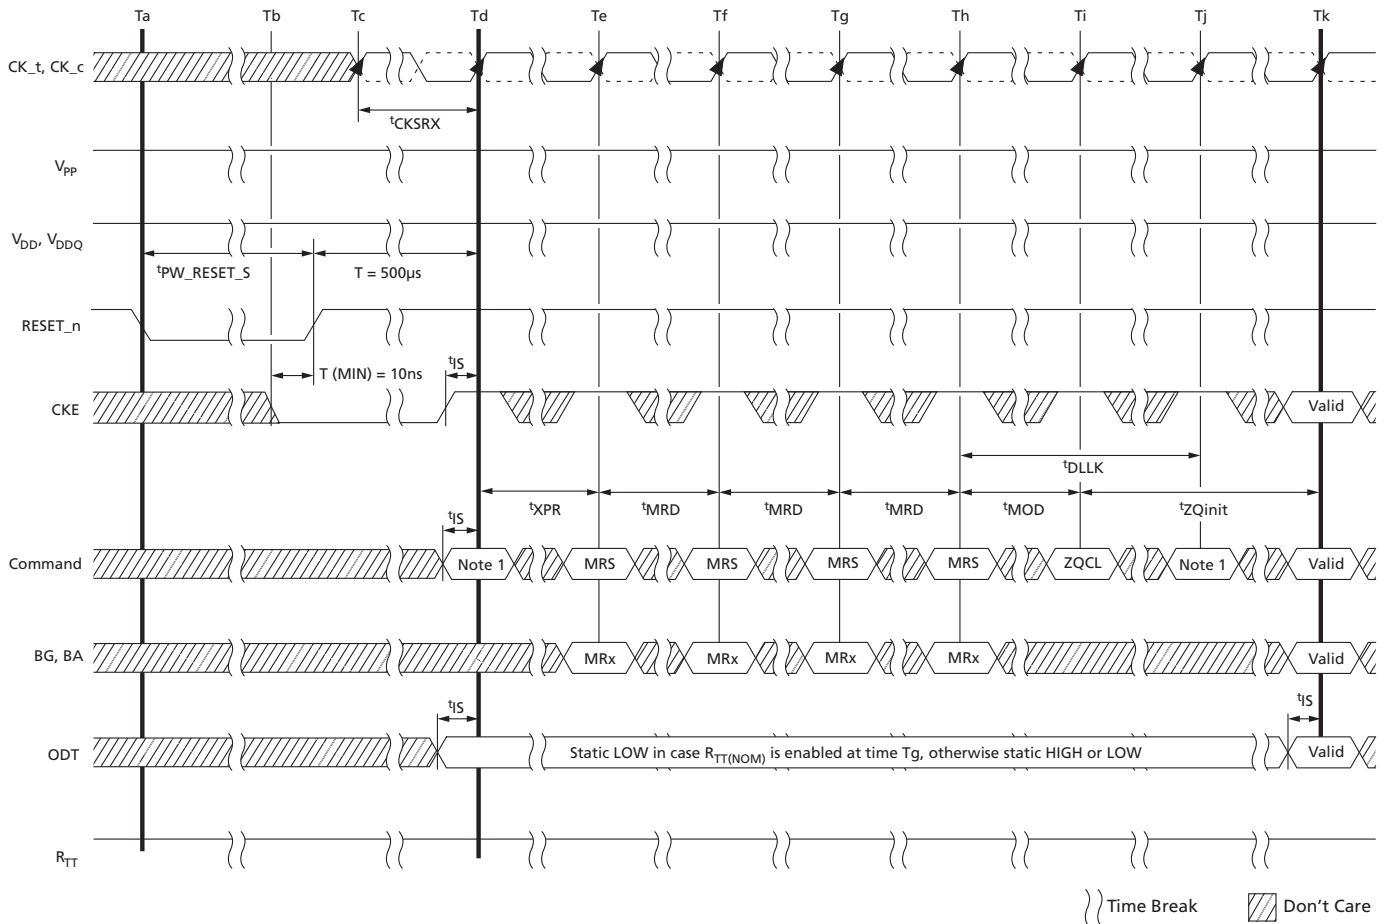 Ta Tb Tc Td Te Tf Tg Th Ti Tj Tk
CK_t, CK_c
tCKSRX
VPP
VDD, VDDQ
tPW_RESET_S T = 500μs
RESET_n
T (MIN) = 10ns tIS
CKE Valid
tDLLK
tXPR tMRD tMRD tMRD tMOD tZQinit
tIS
Command Note 1 MRS MRS MRS MRS ZQCL Note 1 Valid
BG, BA MRx MRx MRx MRx Valid
tIS tIS
ODT Static LOW in case RTT(NOM) is enabled at time Tg, otherwise static HIGH or LOW Valid
RTT
Time Break Don't Care